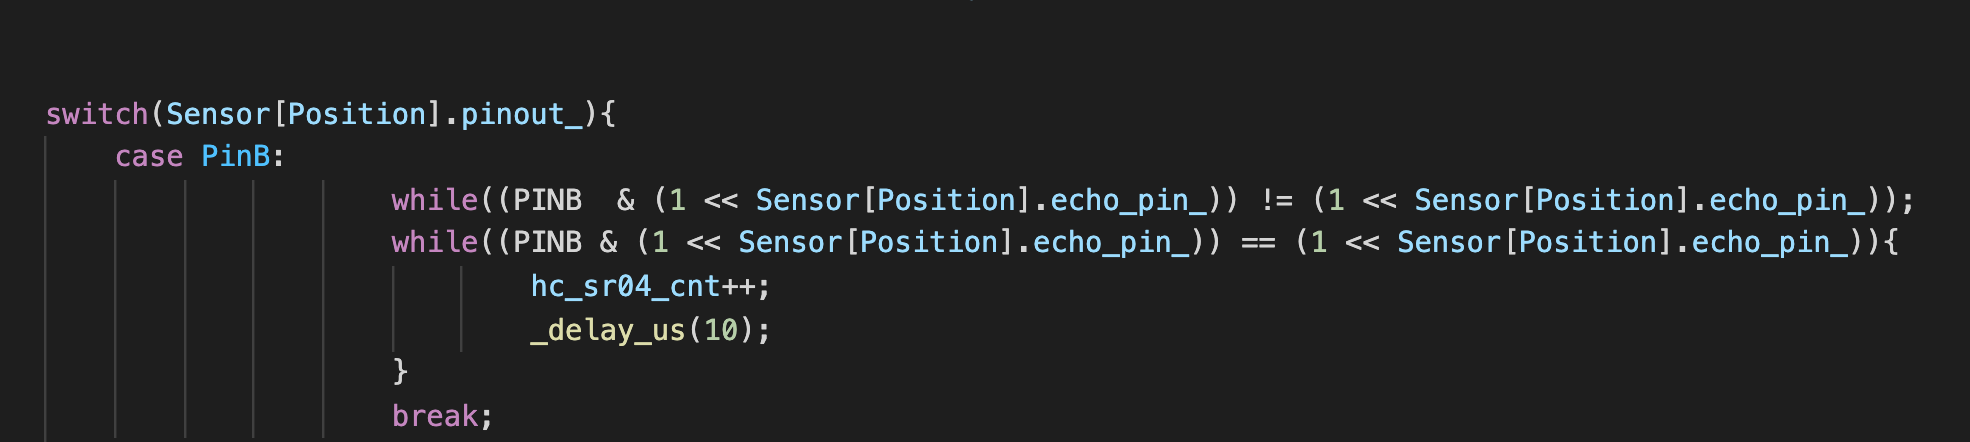 switch(Sensor[Position].pinout_){
case PinB:
while((PINB  & (1 << Sensor[Position].echo_pin_)) != (1 << Sensor[Position].echo_pin_));
while((PINB & (1 << Sensor[Position].echo_pin_)) == (1 << Sensor[Position].echo_pin_)){
hc_sr04_cnt++;
_delay_us(10);
}
break;